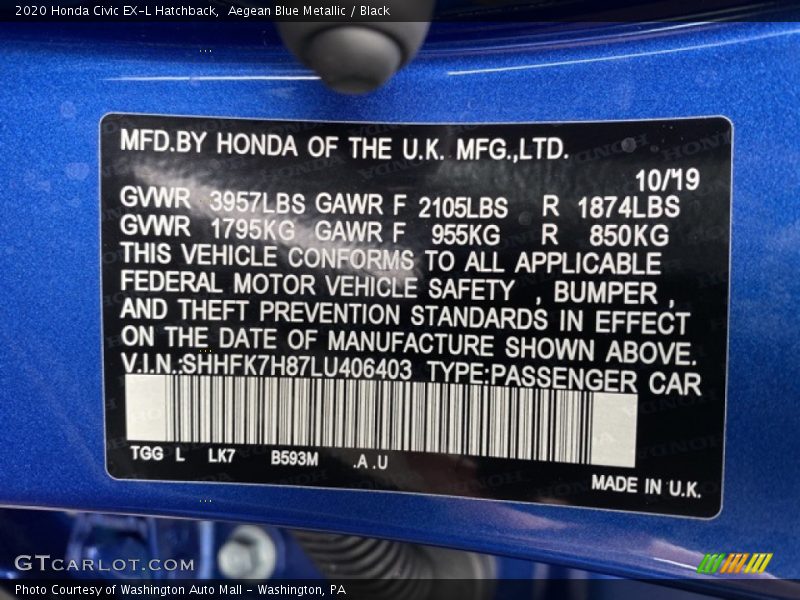 2020 Honda Civic EX-L Hatchback,  Aegean Blue Metallic / Black
MFD.BY HONDA OF THE U.K. MFG.,LTD.
10/'19
GVWR 3957LBS GAWR F 2105LBS R 1874LBS
GVWR 1795KG GAWR F 955KG R 850KG
THIS VEHICLE CONFORMS TO ALL APPLICABLE
FEDERAL MOTOR VEHICLE SAFETY , BUMPER ,
AND THEFT PREVENTION STANDARDS IN EFFECT
ON THE DATE OF MANUFACTURE SHOWN ABOVE.
V.I.N.:SHHFK7H87LU406403 TYPE:PASSENGER CAR
TGG L LK7 B593M .A .U
MADE IN U.K.
GTCARLOT.COM
Photo Courtesy of Washington Auto Mall - Washington, PA